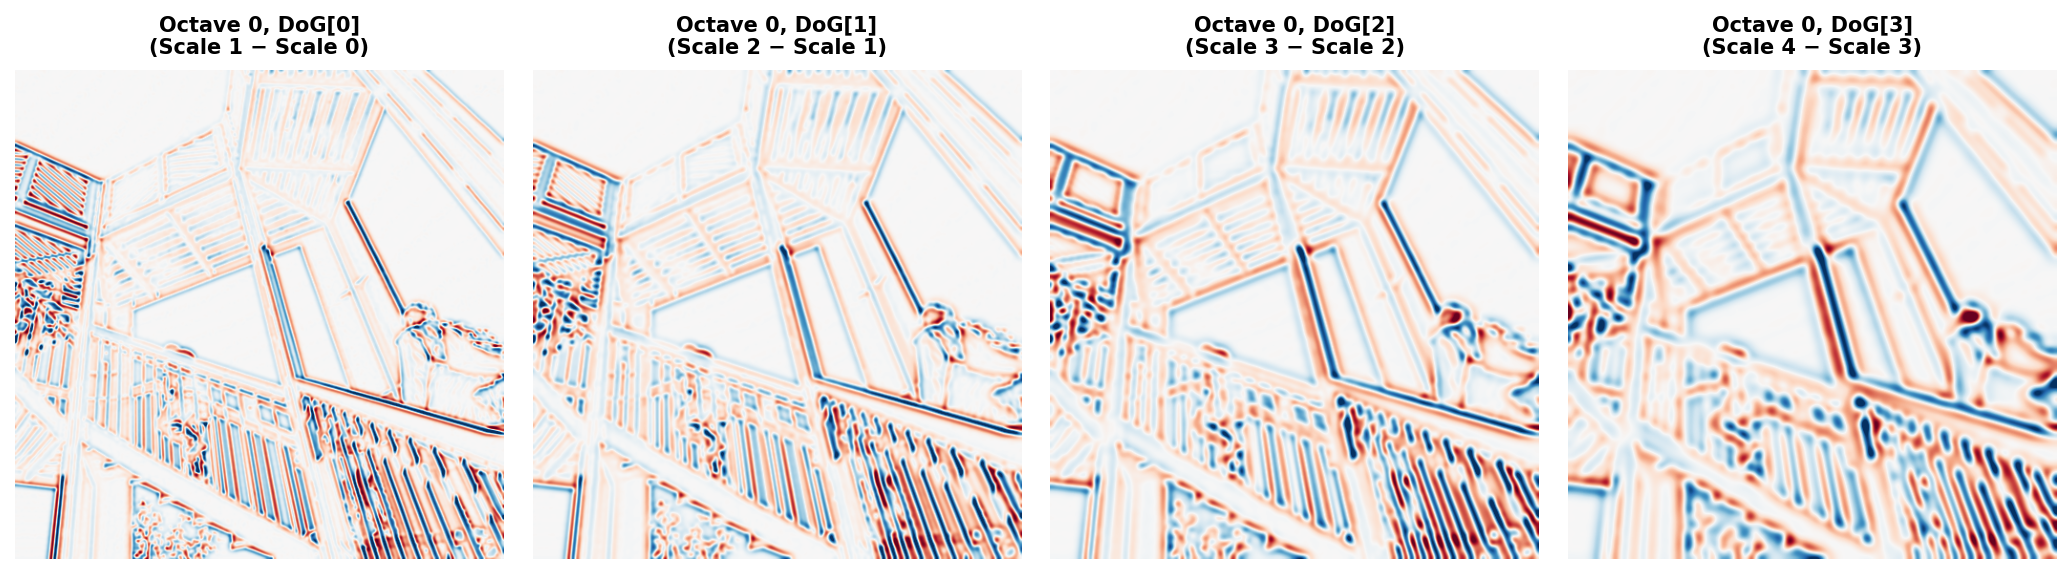 Octave 0, DoG[0]
(Scale 1 − Scale 0)
Octave 0, DoG[1]
(Scale 2 − Scale 1)
Octave 0, DoG[2]
(Scale 3 − Scale 2)
Octave 0, DoG[3]
(Scale 4 − Scale 3)